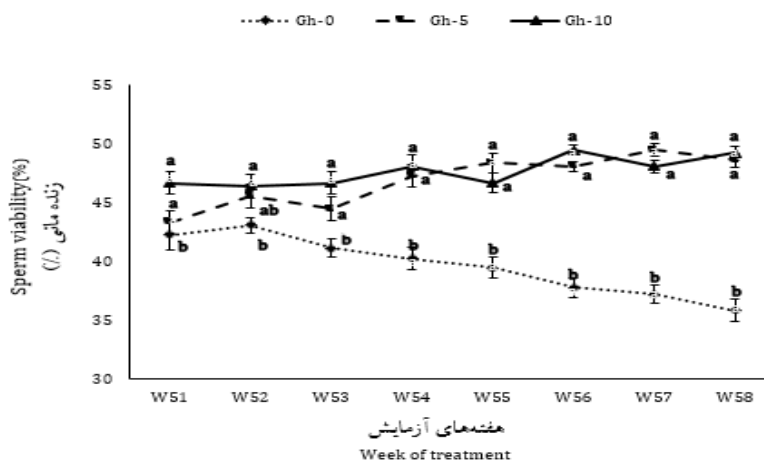 Gh-0 Gh-5 Gh-10
55
50
45
40
35
30
Sperm viability(%)
زنده مانی (٪)
a a a a a a a a
a ab a a a a a a
b b b b b b b b
W51 W52 W53 W54 W55 W56 W57 W58
هفته‌های آزمایش
Week of treatment